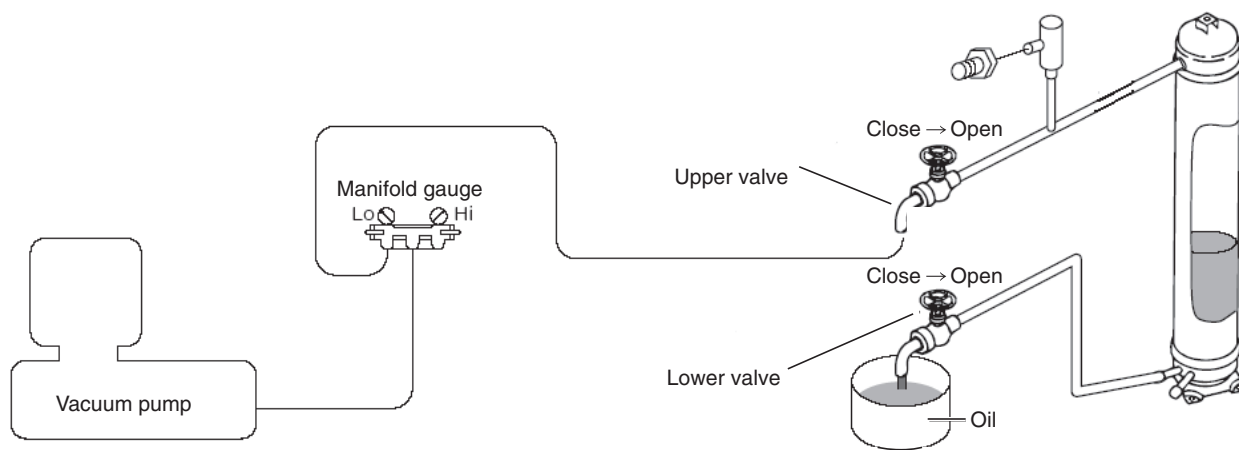 Close → Open
Upper valve
Manifold gauge
Lo Hi
Close → Open
Lower valve
Vacuum pump
Oil